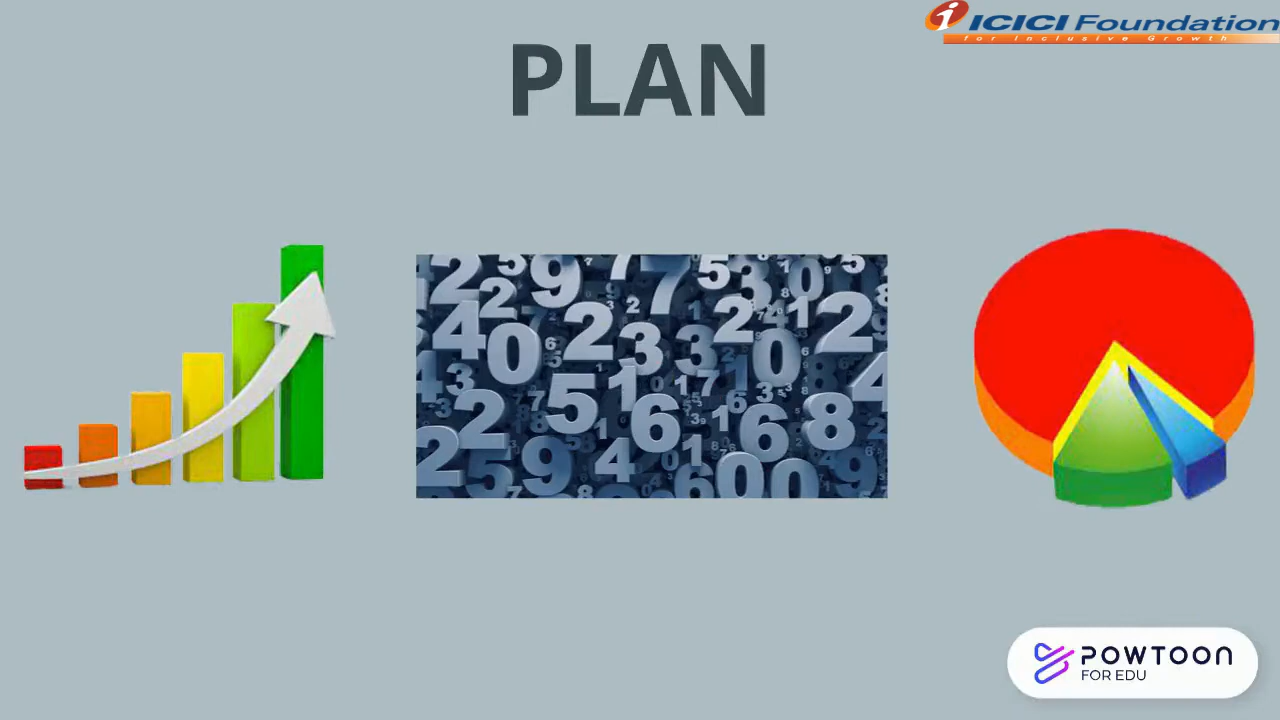 i ICICI Foundation
for Inclusive Growth
PLAN
POWTOON
FOR EDU